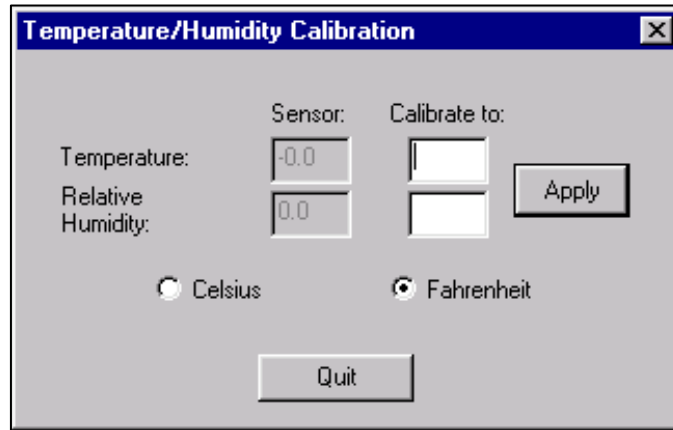 Temperature/Humidity Calibration
Sensor: Calibrate to:
Temperature: -0.0
Relative
Humidity: 0.0
Apply
Celsius Fahrenheit
Quit